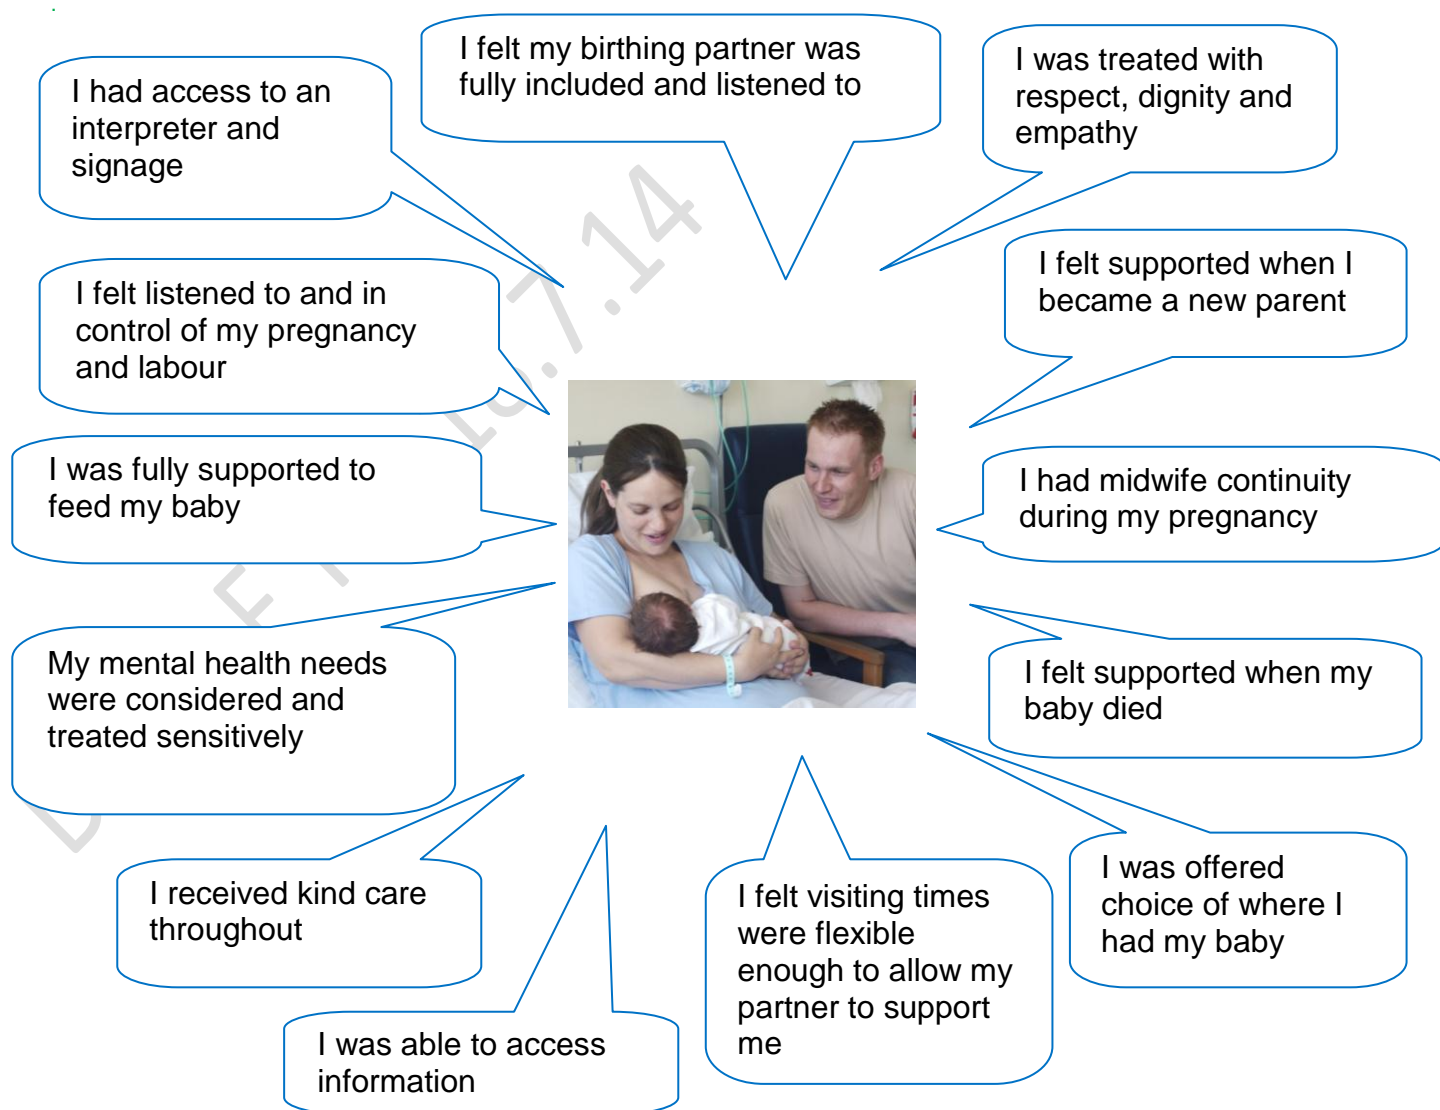 I felt my birthing partner was
fully included and listened to
I was treated with
respect, dignity and
empathy
I had access to an
interpreter and
signage
I felt supported when I
became a new parent
I felt listened to and in
control of my pregnancy
and labour
I was fully supported to
feed my baby
I had midwife continuity
during my pregnancy
My mental health needs
were considered and
treated sensitively
I felt supported when my
baby died
I received kind care
throughout
I felt visiting times
were flexible
enough to allow my
partner to support
me
I was offered
choice of where I
had my baby
I was able to access
information